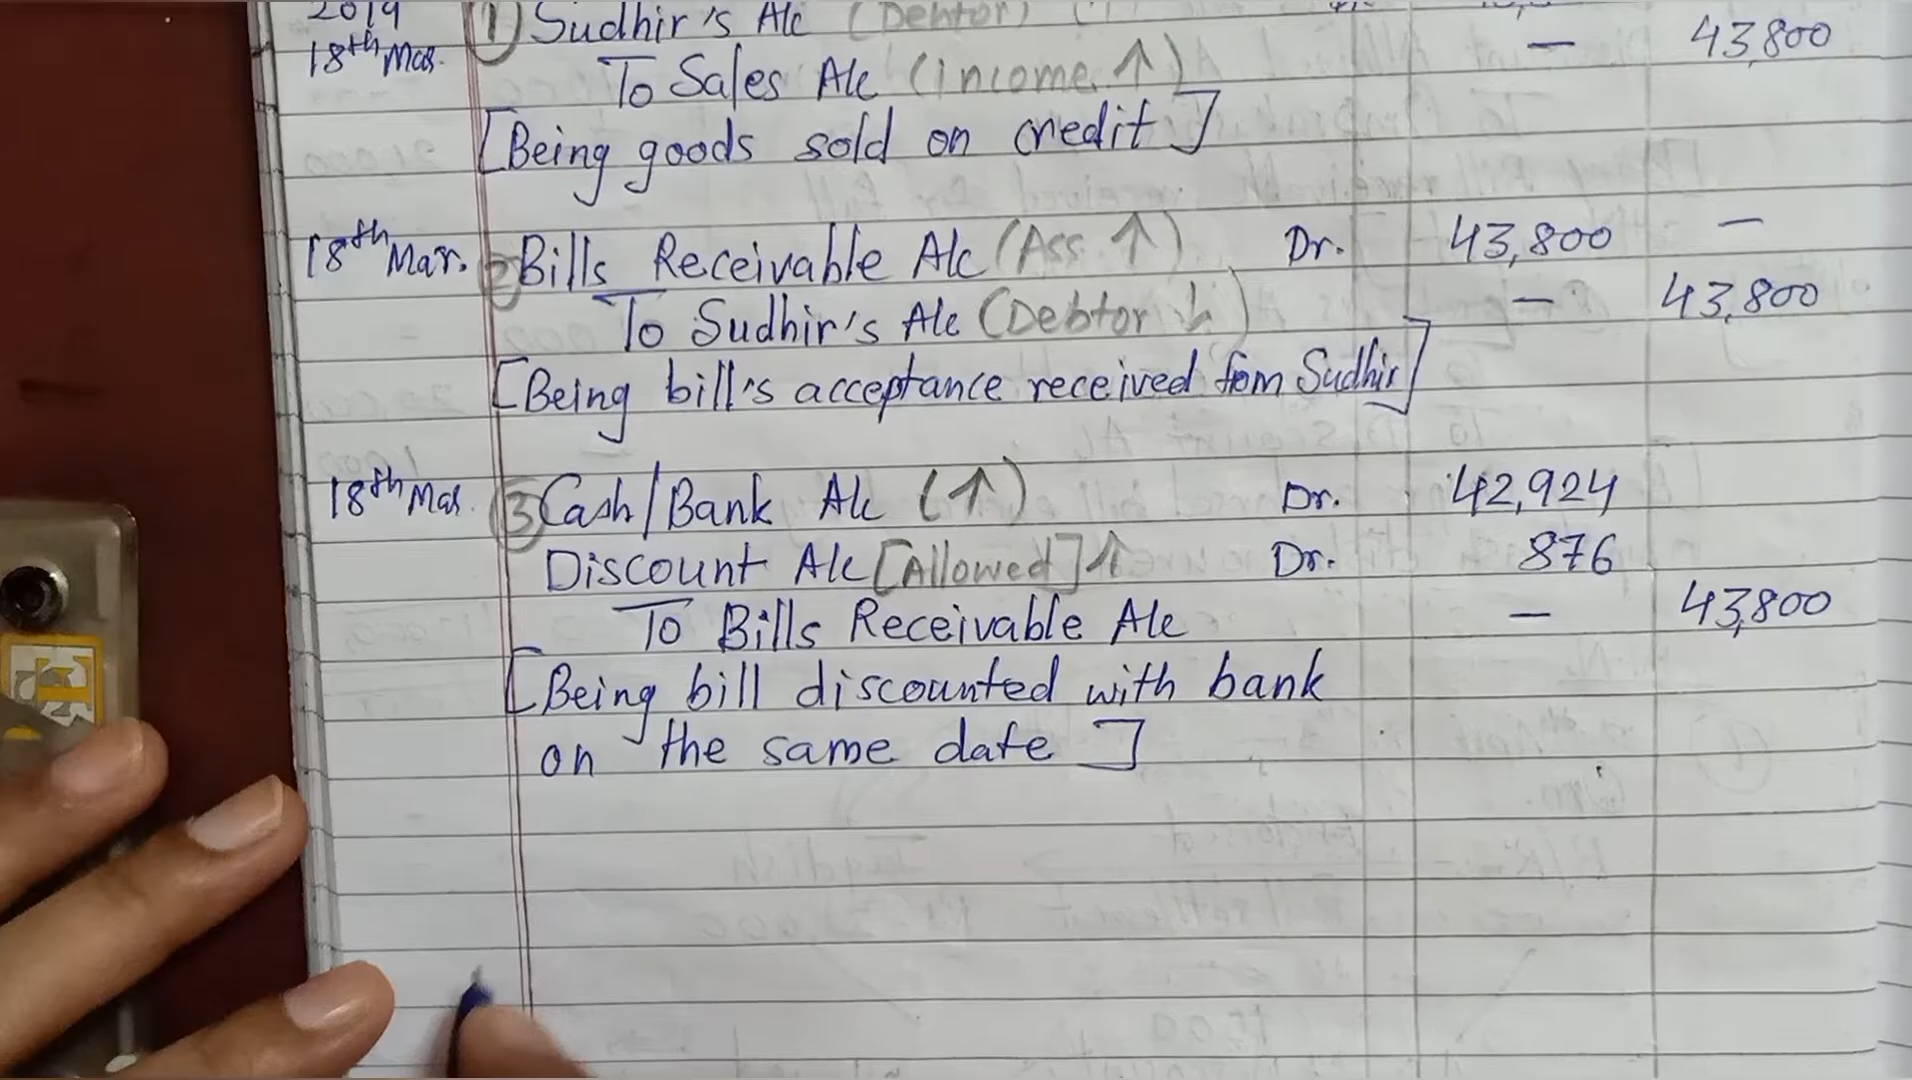 2019
18th Mar. ① Sudhir's A/c (Debtor)
To Sales A/c (income ↑) — 43,800
[Being goods sold on credit]
18th Mar. ② Bills Receivable A/c (Ass. ↑) Dr. 43,800 —
To Sudhir's A/c (Debtor ↓) — 43,800
[Being bill's acceptance received from Sudhir]
18th Mar. ③ Cash/Bank A/c (↑) Dr. 42,924
Discount A/c [Allowed] ↑ Dr. 876
To Bills Receivable A/c — 43,800
[Being bill discounted with bank
on the same date]